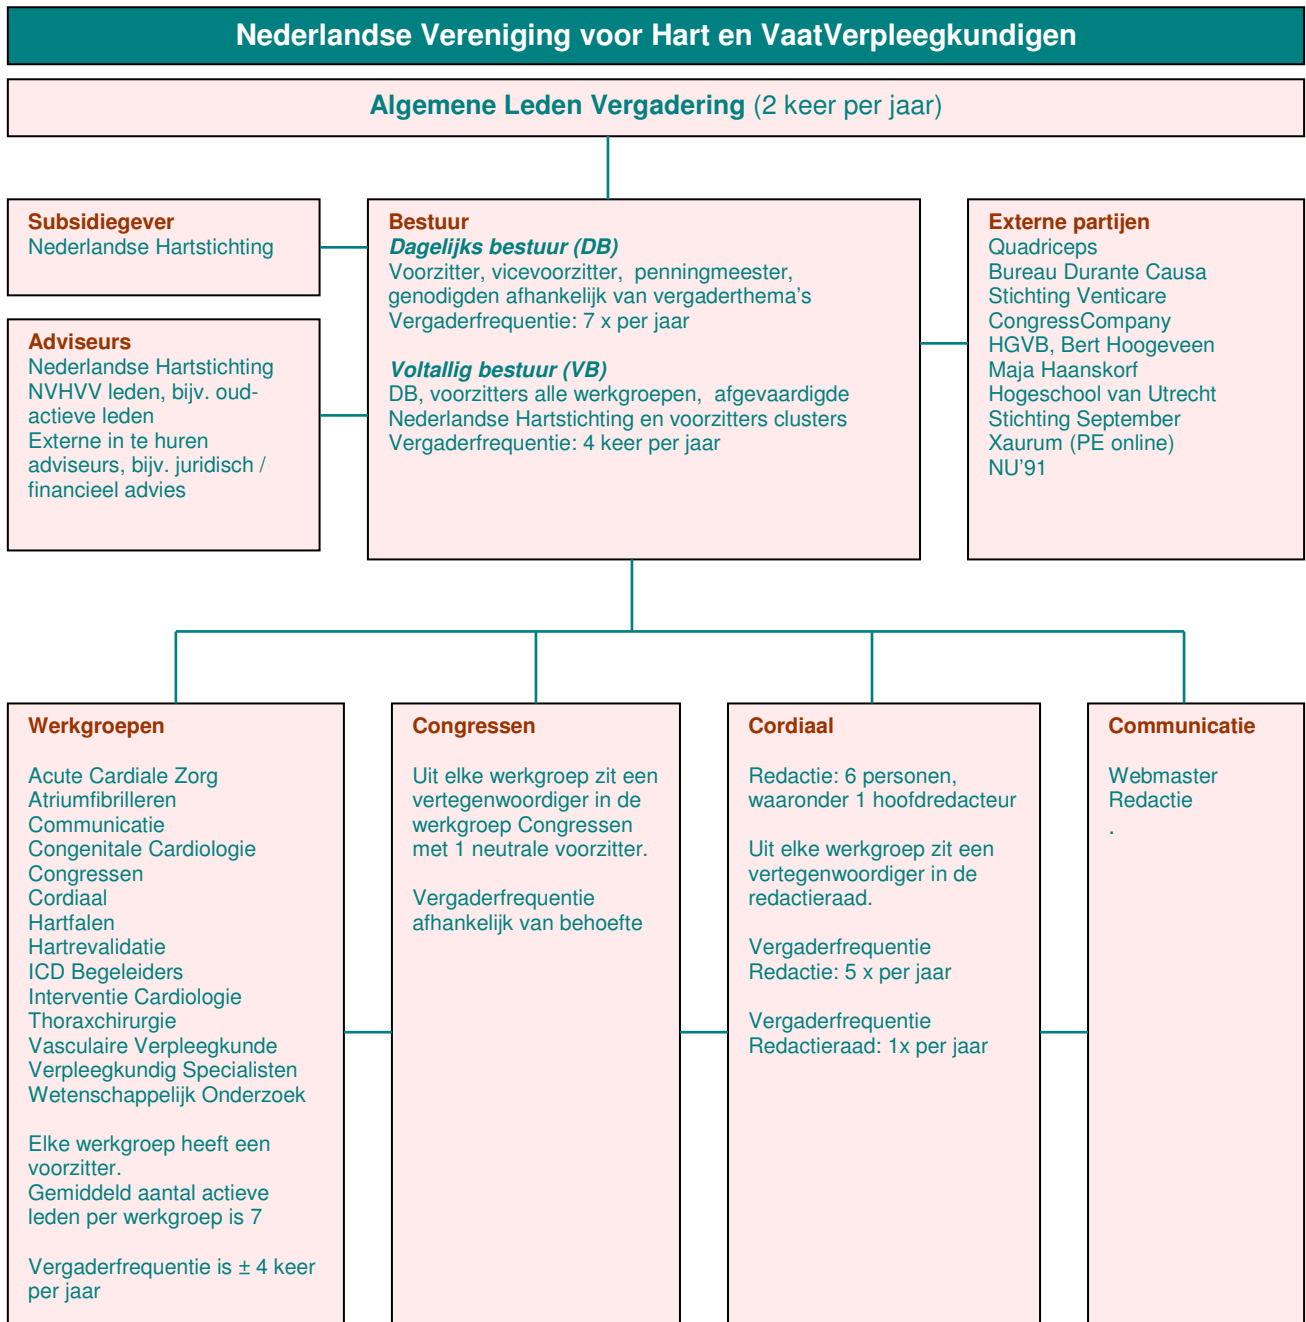 Nederlandse Vereniging voor Hart en VaatVerpleegkundigen
Algemene Leden Vergadering (2 keer per jaar)
Subsidiegever
Nederlandse Hartstichting
Adviseurs
Nederlandse Hartstichting
NVHVV leden, bijv. oud-
actieve leden
Externe in te huren
adviseurs, bijv. juridisch /
financieel advies
Bestuur
Dagelijks bestuur (DB)
Voorzitter, vicevoorzitter,  penningmeester,
genodigden afhankelijk van vergaderthema's
Vergaderfrequentie: 7 x per jaar
Voltallig bestuur (VB)
DB, voorzitters alle werkgroepen,  afgevaardigde
Nederlandse Hartstichting en voorzitters clusters
Vergaderfrequentie: 4 keer per jaar
Externe partijen
Quadriceps
Bureau Durante Causa
Stichting Venticare
CongressCompany
HGVB, Bert Hoogeveen
Maja Haanskorf
Hogeschool van Utrecht
Stichting September
Xaurum (PE online)
NU'91
Werkgroepen
Acute Cardiale Zorg
Atriumfibrilleren
Communicatie
Congenitale Cardiologie
Congressen
Cordiaal
Hartfalen
Hartrevalidatie
ICD Begeleiders
Interventie Cardiologie
Thoraxchirurgie
Vasculaire Verpleegkunde
Verpleegkundig Specialisten
Wetenschappelijk Onderzoek
Elke werkgroep heeft een
voorzitter.
Gemiddeld aantal actieve
leden per werkgroep is 7
Vergaderfrequentie is ± 4 keer
per jaar
Congressen
Uit elke werkgroep zit een
vertegenwoordiger in de
werkgroep Congressen
met 1 neutrale voorzitter.
Vergaderfrequentie
afhankelijk van behoefte
Cordiaal
Redactie: 6 personen,
waaronder 1 hoofdredacteur
Uit elke werkgroep zit een
vertegenwoordiger in de
redactieraad.
Vergaderfrequentie
Redactie: 5 x per jaar
Vergaderfrequentie
Redactieraad: 1x per jaar
Communicatie
Webmaster
Redactie
.